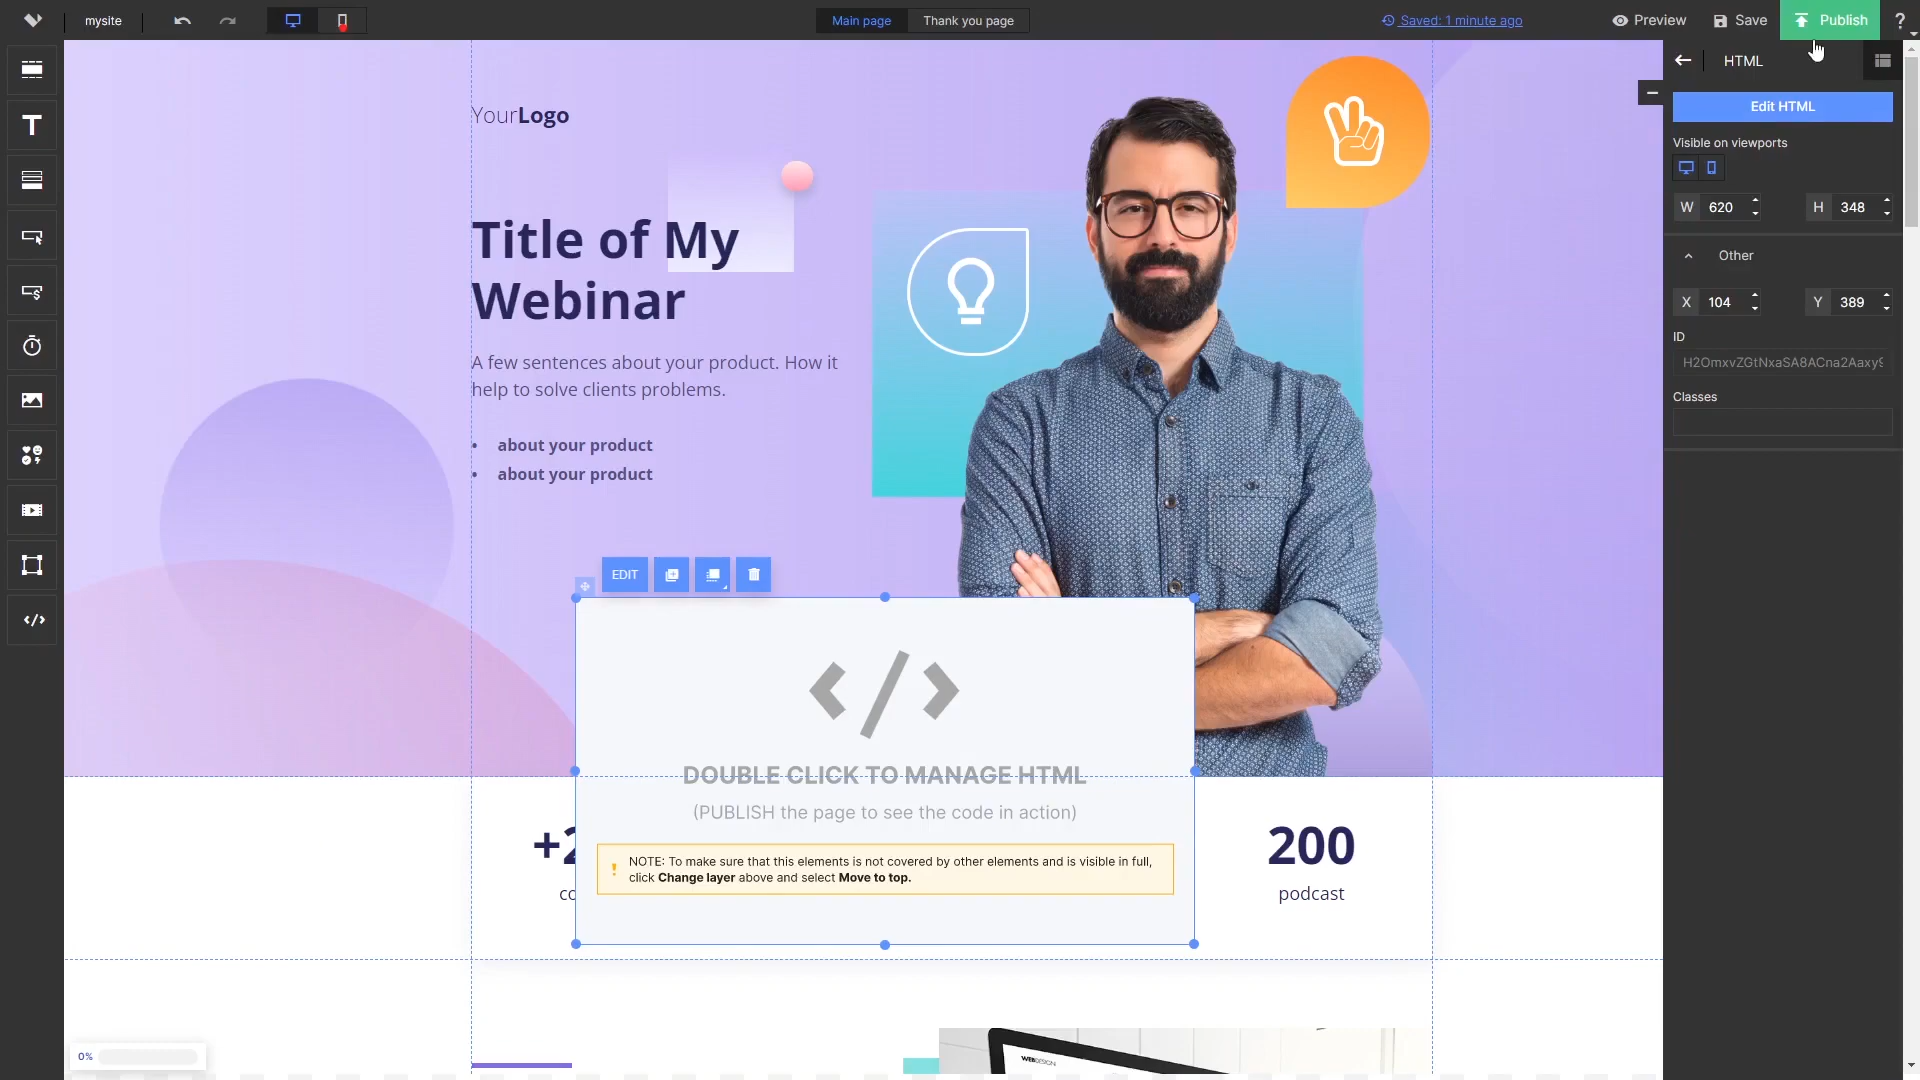 mysite
Main page
Thank you page
Saved: 1 minute ago
Preview
Save
Publish
?
HTML
Edit HTML
Visible on viewports
W 620
H 348
Other
X 104
Y 389
ID
H2OmxvZGtNxaSA8ACna2Aaxy
Classes
YourLogo
Title of My
Webinar
A few sentences about your product. How it
help to solve clients problems.
• about your product
• about your product
EDIT
</>
DOUBLE CLICK TO MANAGE HTML
(PUBLISH the page to see the code in action)
! NOTE: To make sure that this elements is not covered by other elements and is visible in full,
click Change layer above and select Move to top.
+2
co
200
podcast
0%
WEBDESIGN